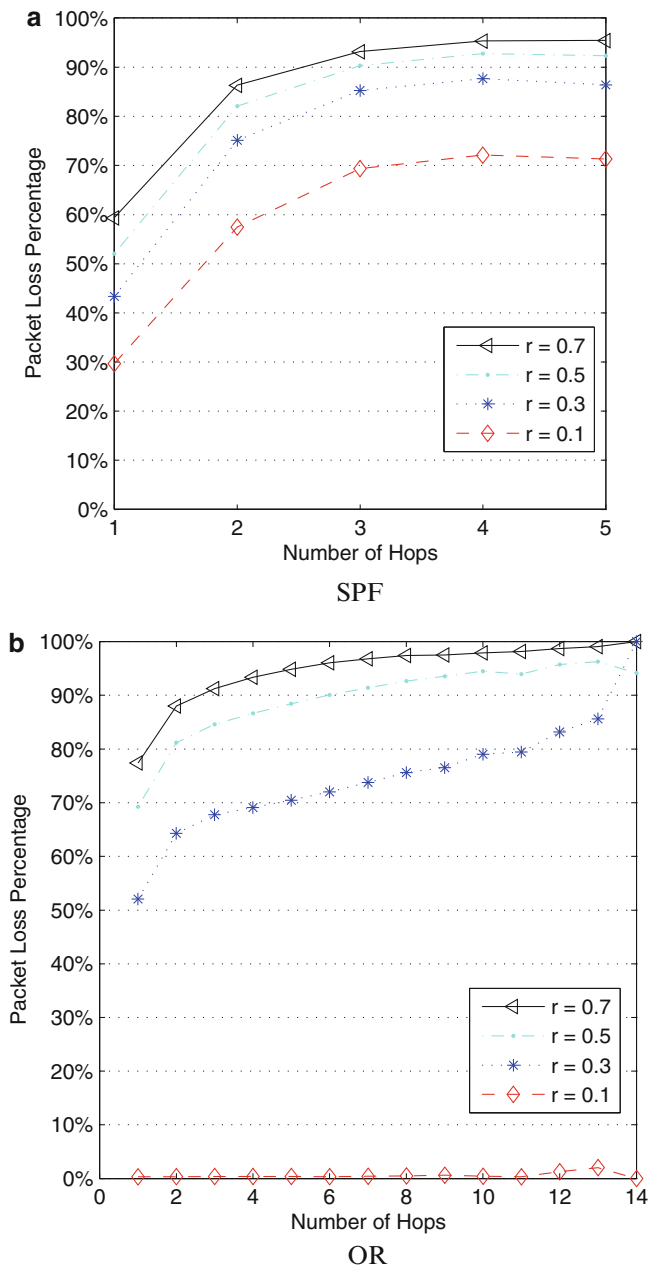 a
100%
90%
80%
70%
60%
50%
40%
30%
20%
10%
0%
Packet Loss Percentage
r = 0.7
r = 0.5
r = 0.3
r = 0.1
1 2 3 4 5
Number of Hops
SPF
b
100%
90%
80%
70%
60%
50%
40%
30%
20%
10%
0%
Packet Loss Percentage
r = 0.7
r = 0.5
r = 0.3
r = 0.1
0 2 4 6 8 10 12 14
Number of Hops
OR